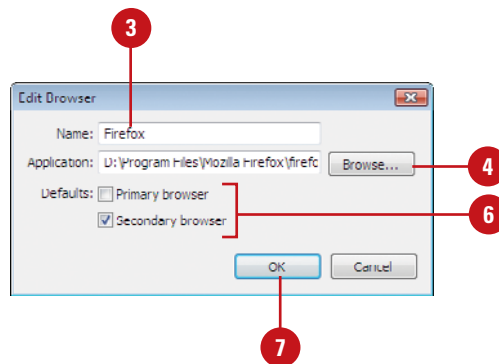 3
Edit Browser
Name: Firefox
Application: D:\Program Files\Mozilla Firefox\firefc Browse... 4
Defaults: Primary browser
6
Secondary browser
OK Cancel
7